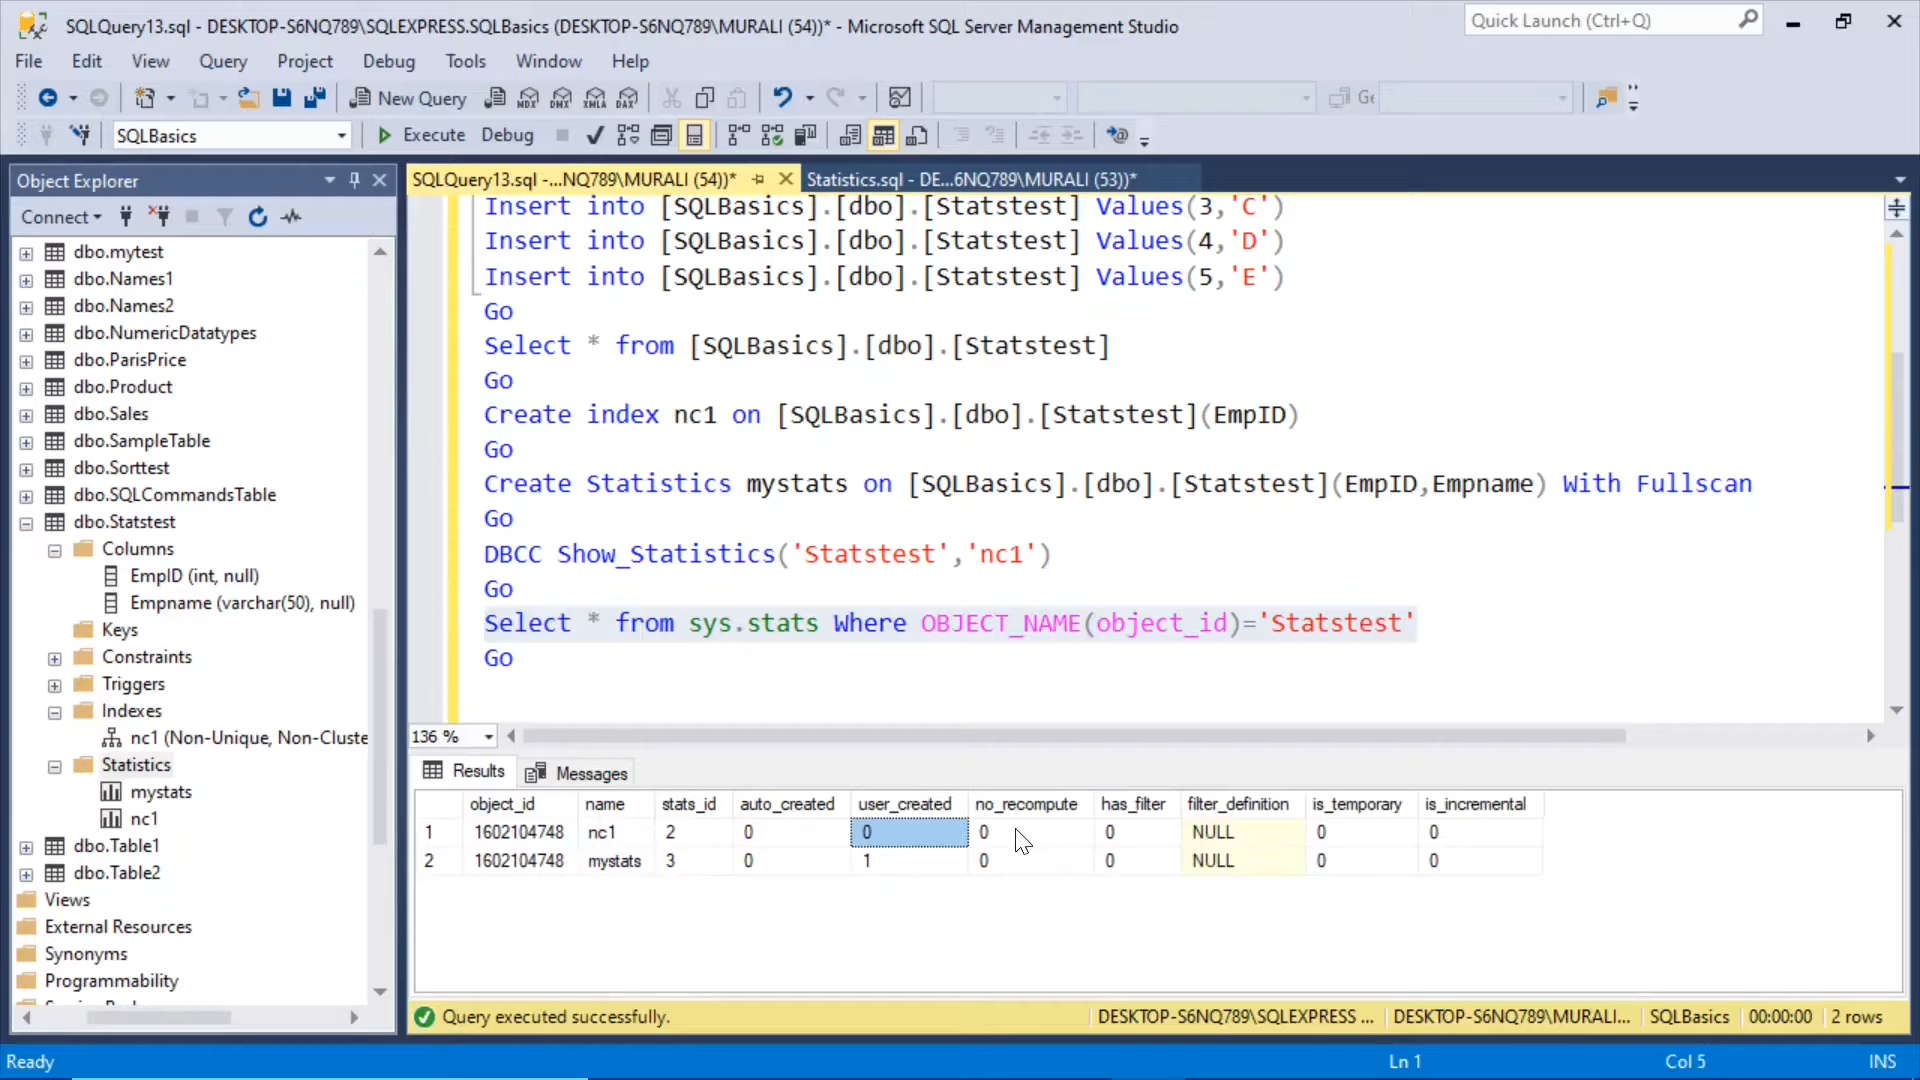 SQLQuery13.sql - DESKTOP-S6NQ789\SQLEXPRESS.SQLBasics (DESKTOP-S6NQ789\MURALI (54))* - Microsoft SQL Server Management Studio
Quick Launch (Ctrl+Q)
File Edit View Query Project Debug Tools Window Help
New Query MDX DMX XMLA DAX
SQLBasics Execute Debug
Object Explorer
SQLQuery13.sql -...NQ789\MURALI (54))* Statistics.sql - DE...6NQ789\MURALI (53))*
Connect
dbo.mytest
dbo.Names1
dbo.Names2
dbo.NumericDatatypes
dbo.ParisPrice
dbo.Product
dbo.Sales
dbo.SampleTable
dbo.Sorttest
dbo.SQLCommandsTable
dbo.Statstest
Columns
EmpID (int, null)
Empname (varchar(50), null)
Keys
Constraints
Triggers
Indexes
nc1 (Non-Unique, Non-Cluste
Statistics
mystats
nc1
dbo.Table1
dbo.Table2
Views
External Resources
Synonyms
Programmability
Insert into [SQLBasics].[dbo].[Statstest] Values(3,'C')
Insert into [SQLBasics].[dbo].[Statstest] Values(4,'D')
Insert into [SQLBasics].[dbo].[Statstest] Values(5,'E')
Go
Select * from [SQLBasics].[dbo].[Statstest]
Go
Create index nc1 on [SQLBasics].[dbo].[Statstest](EmpID)
Go
Create Statistics mystats on [SQLBasics].[dbo].[Statstest](EmpID,Empname) With Fullscan
Go
DBCC Show_Statistics('Statstest','nc1')
Go
Select * from sys.stats Where OBJECT_NAME(object_id)='Statstest'
Go
136 %
Results Messages
object_id name stats_id auto_created user_created no_recompute has_filter filter_definition is_temporary is_incremental
1 1602104748 nc1 2 0 0 0 0 NULL 0 0
2 1602104748 mystats 3 0 1 0 0 NULL 0 0
Query executed successfully. DESKTOP-S6NQ789\SQLEXPRESS ... DESKTOP-S6NQ789\MURALI... SQLBasics 00:00:00 2 rows
Ready Ln 1 Col 5 INS